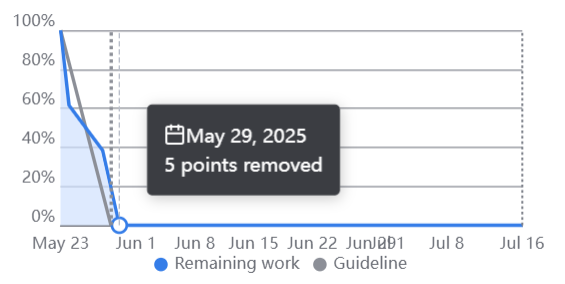 100%
80%
60%
40%
20%
0%
May 29, 2025
5 points removed
May 23 Jun 1 Jun 8 Jun 15 Jun 22 Jul 8 Jul 16
Remaining work Guideline